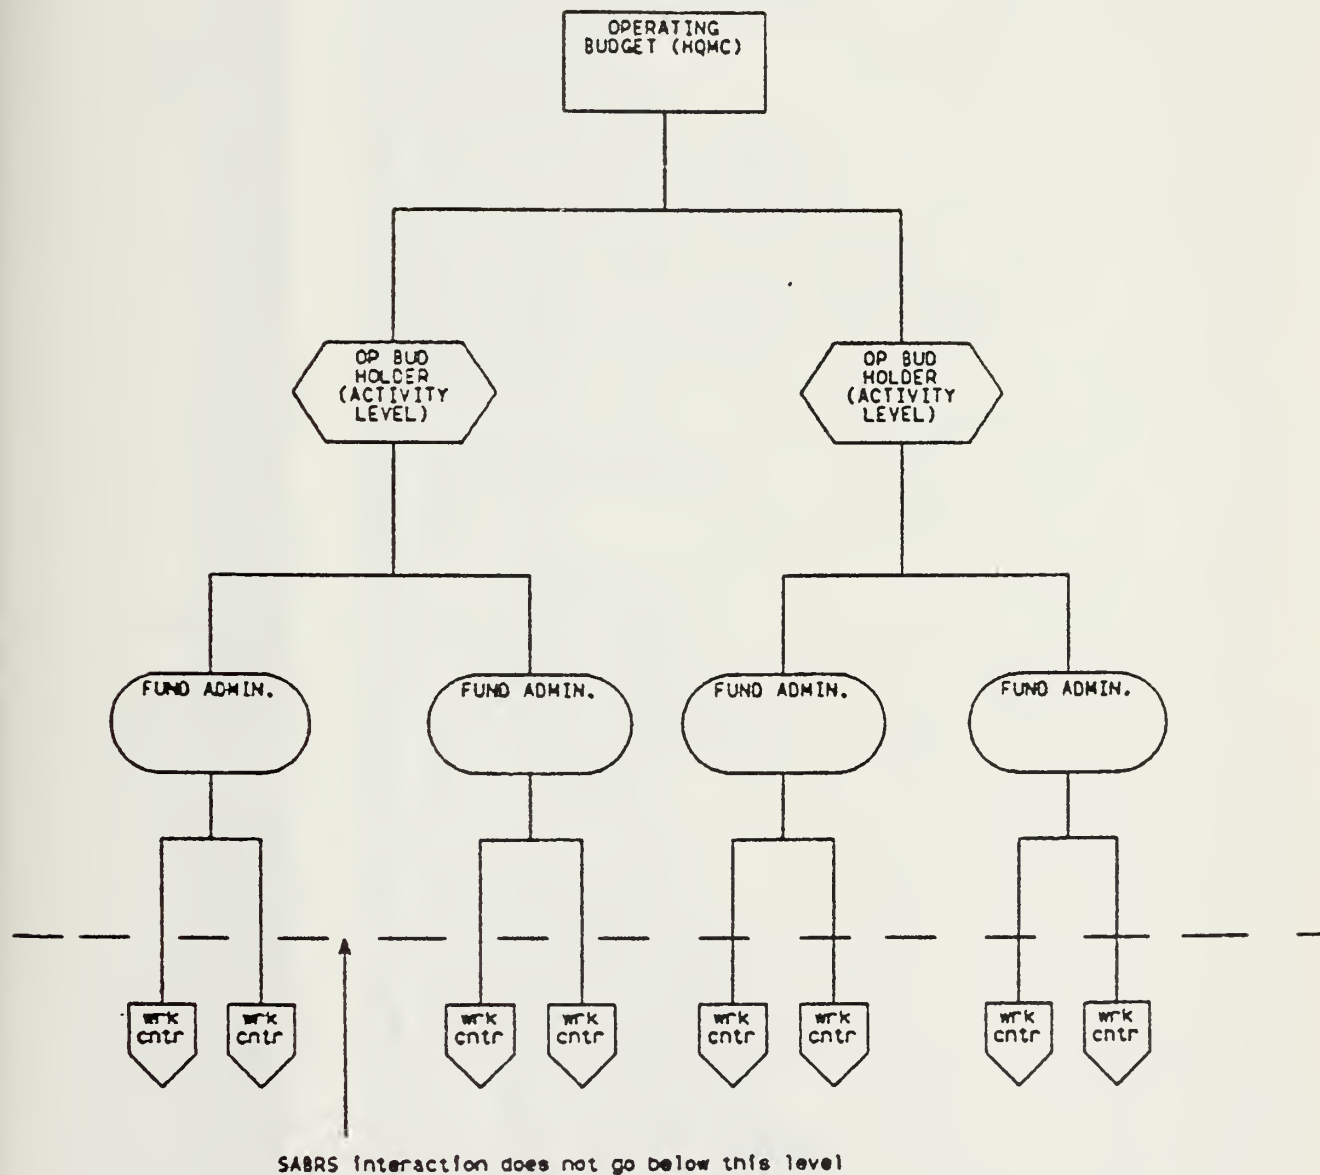 OPERATING
BUDGET (HQMC)
OP BUD
HOLDER
(ACTIVITY
LEVEL)
OP BUD
HOLDER
(ACTIVITY
LEVEL)
FUND ADMIN.
FUND ADMIN.
FUND ADMIN.
FUND ADMIN.
wrk
cntr
wrk
cntr
wrk
cntr
wrk
cntr
wrk
cntr
wrk
cntr
wrk
cntr
wrk
cntr
SABRS interaction does not go below this level